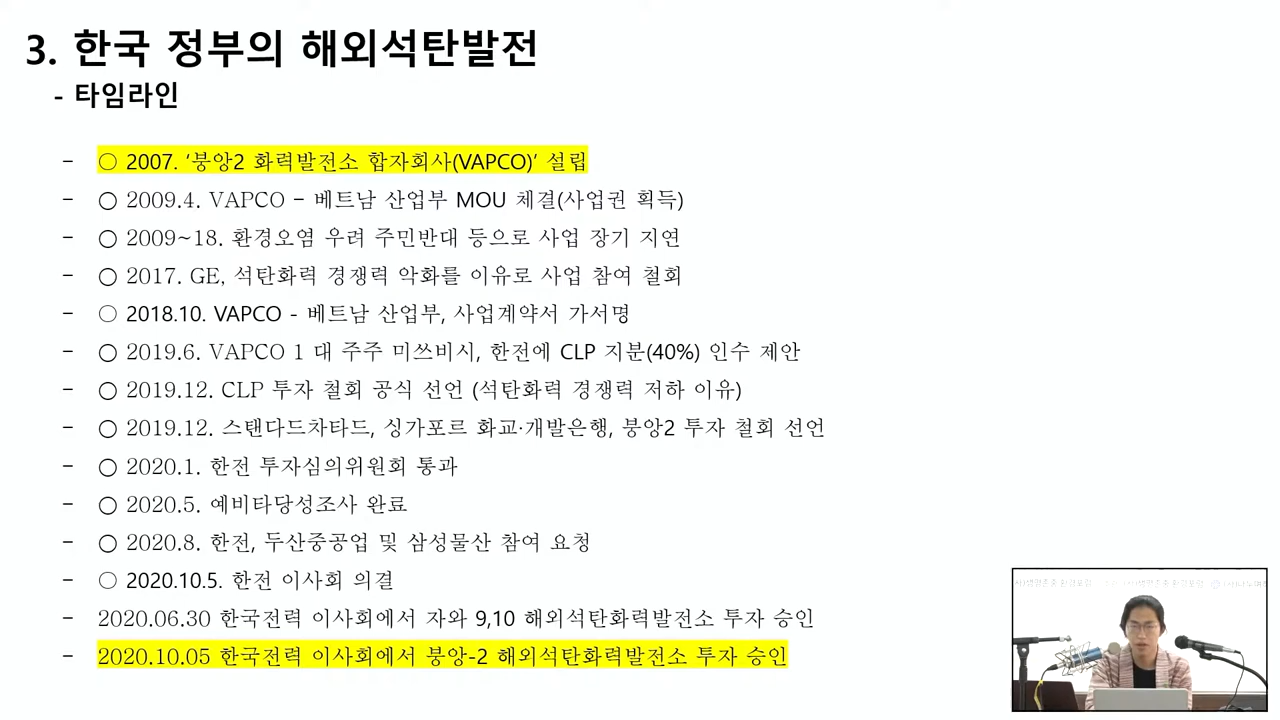 3. 한국 정부의 해외석탄발전
- 타임라인
- ○ 2007. ‘붕앙2 화력발전소 합자회사(VAPCO)’ 설립
- ○ 2009.4. VAPCO – 베트남 산업부 MOU 체결(사업권 획득)
- ○ 2009~18. 환경오염 우려 주민반대 등으로 사업 장기 지연
- ○ 2017. GE, 석탄화력 경쟁력 악화를 이유로 사업 참여 철회
- ○ 2018.10. VAPCO - 베트남 산업부, 사업계약서 가서명
- ○ 2019.6. VAPCO 1 대 주주 미쓰비시, 한전에 CLP 지분(40%) 인수 제안
- ○ 2019.12. CLP 투자 철회 공식 선언 (석탄화력 경쟁력 저하 이유)
- ○ 2019.12. 스탠다드차타드, 싱가포르 화교·개발은행, 붕앙2 투자 철회 선언
- ○ 2020.1. 한전 투자심의위원회 통과
- ○ 2020.5. 예비타당성조사 완료
- ○ 2020.8. 한전, 두산중공업 및 삼성물산 참여 요청
- ○ 2020.10.5. 한전 이사회 의결
- 2020.06.30 한국전력 이사회에서 자와 9,10 해외석탄화력발전소 투자 승인
- 2020.10.05 한국전력 이사회에서 붕앙-2 해외석탄화력발전소 투자 승인